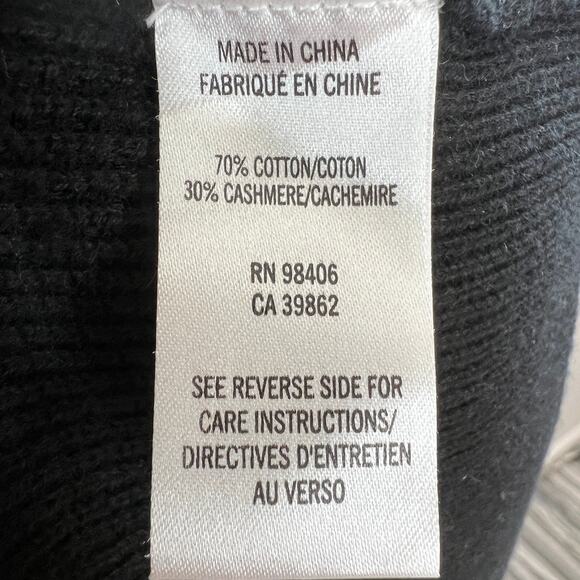 MADE IN CHINA
FABRIQUÉ EN CHINE
70% COTTON/COTON
30% CASHMERE/CACHEMIRE
RN 98406
CA 39862
SEE REVERSE SIDE FOR
CARE INSTRUCTIONS/
DIRECTIVES D'ENTRETIEN
AU VERSO